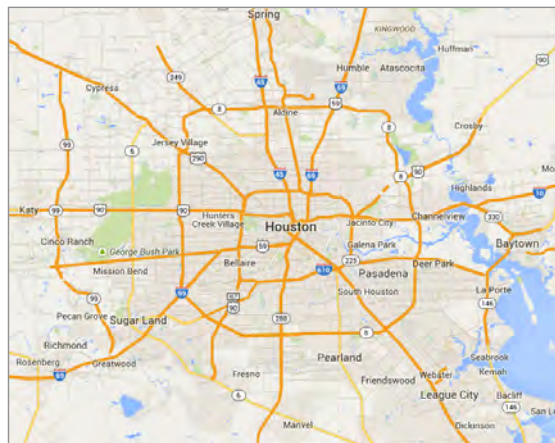 Spring
KINGWOOD
Huffman
Humble
Atascocita
90
249
45
69
Cypress
8
59
Aldine
99
6
8
Crosby
Jersey Village
290
45
69
8
90
Highlands
10
Katy
99
90
90
Hunters
Creek Village
Houston
Jacinto City
Channelview
330
Cinco Ranch
George Bush Park
59
Galena Park
Baytown
Mission Bend
Bellaire
610
225
Pasadena
Deer Park
99
South Houston
La Porte
90
146
Pecan Grove
Sugar Land
288
8
Richmond
Pearland
Seabrook
Rosenberg
69
Greatwood
Fresno
Friendswood
Webster
Kemah
6
League City
Bacliff
146
Manvel
Dickinson
San L